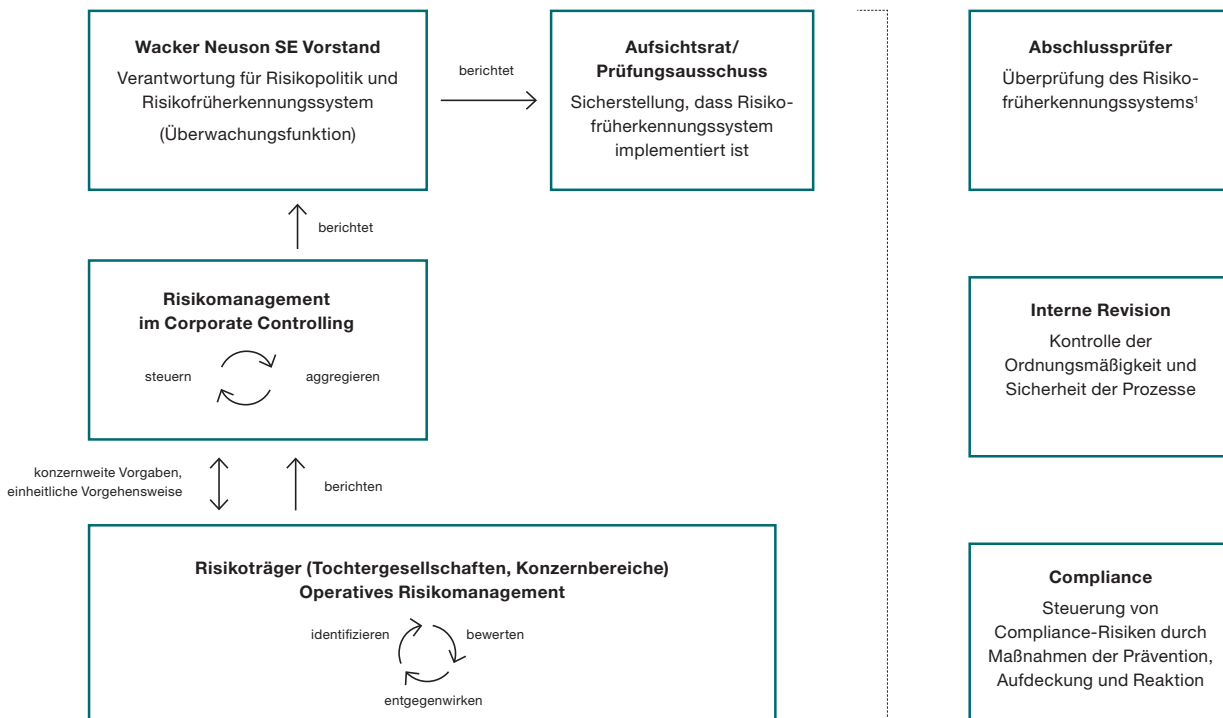 Wacker Neuson SE Vorstand
Verantwortung für Risikopolitik und
Risikofrüherkennungssystem
(Überwachungsfunktion)
berichtet
Aufsichtsrat/
Prüfungsausschuss
Sicherstellung, dass Risiko-
früherkennungssystem
implementiert ist
Abschlussprüfer
Überprüfung des Risiko-
früherkennungssystems¹
berichtet
Risikomanagement
im Corporate Controlling
steuern
aggregieren
Interne Revision
Kontrolle der
Ordnungsmäßigkeit und
Sicherheit der Prozesse
konzernweite Vorgaben,
einheitliche Vorgehensweise
berichten
Risikoträger (Tochtergesellschaften, Konzernbereiche)
Operatives Risikomanagement
identifizieren
bewerten
entgegenwirken
Compliance
Steuerung von
Compliance-Risiken durch
Maßnahmen der Prävention,
Aufdeckung und Reaktion